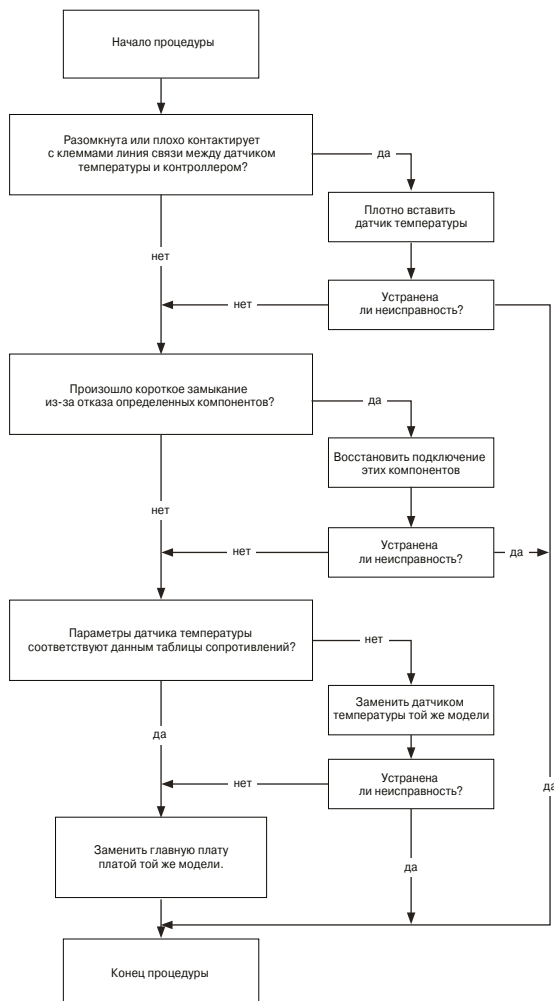 Начало процедуры
Разомкнута или плохо контактирует
с клеммами линия связи между датчиком
температуры и контроллером?
да
Плотно вставить
датчик температуры
нет
Устранена
ли неисправность?
нет
Произошло короткое замыкание
из-за отказа определенных компонентов?
да
Восстановить подключение
этих компонентов
нет
Устранена
ли неисправность?
нет
да
Параметры датчика температуры
соответствуют данным таблицы сопротивлений?
нет
Заменить датчиком
температуры той же модели
да
Устранена
ли неисправность?
нет
да
Заменить главную плату
платой той же модели.
да
Конец процедуры